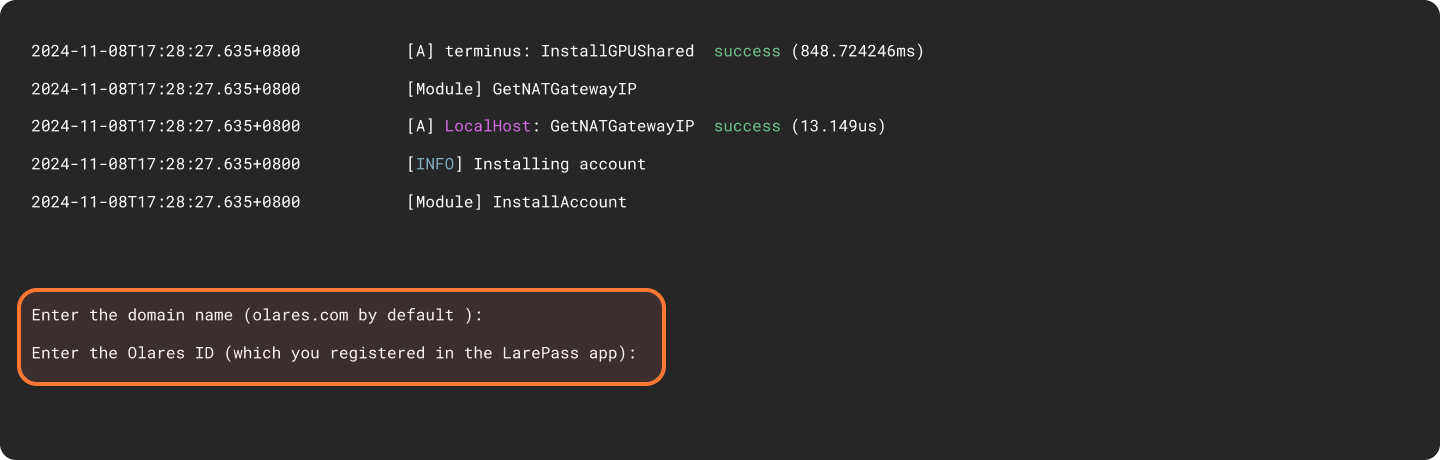 2024-11-08T17:28:27.635+0800 [A] terminus: InstallGPUShared success (848.724246ms)
2024-11-08T17:28:27.635+0800 [Module] GetNATGatewayIP
2024-11-08T17:28:27.635+0800 [A] LocalHost: GetNATGatewayIP success (13.149us)
2024-11-08T17:28:27.635+0800 [INFO] Installing account
2024-11-08T17:28:27.635+0800 [Module] InstallAccount
Enter the domain name (olares.com by default ):
Enter the Olares ID (which you registered in the LarePass app):